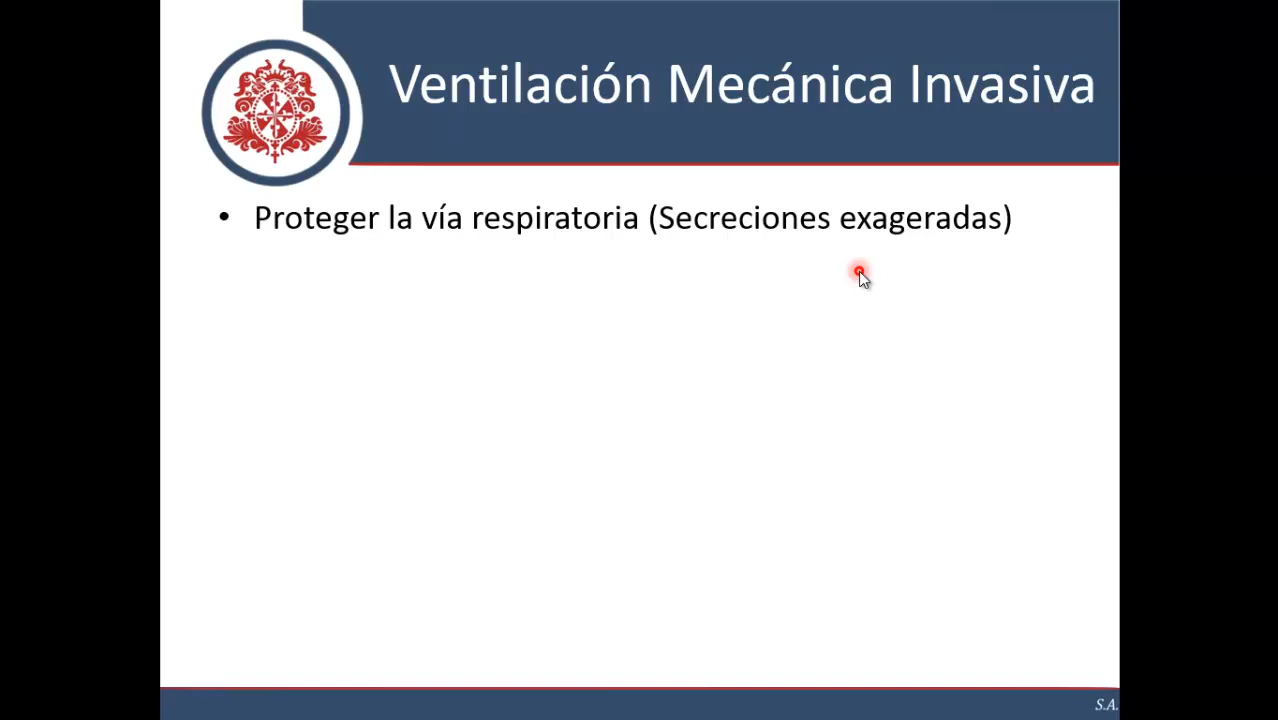 Ventilación Mecánica Invasiva
• Proteger la vía respiratoria (Secreciones exageradas)
S.A.